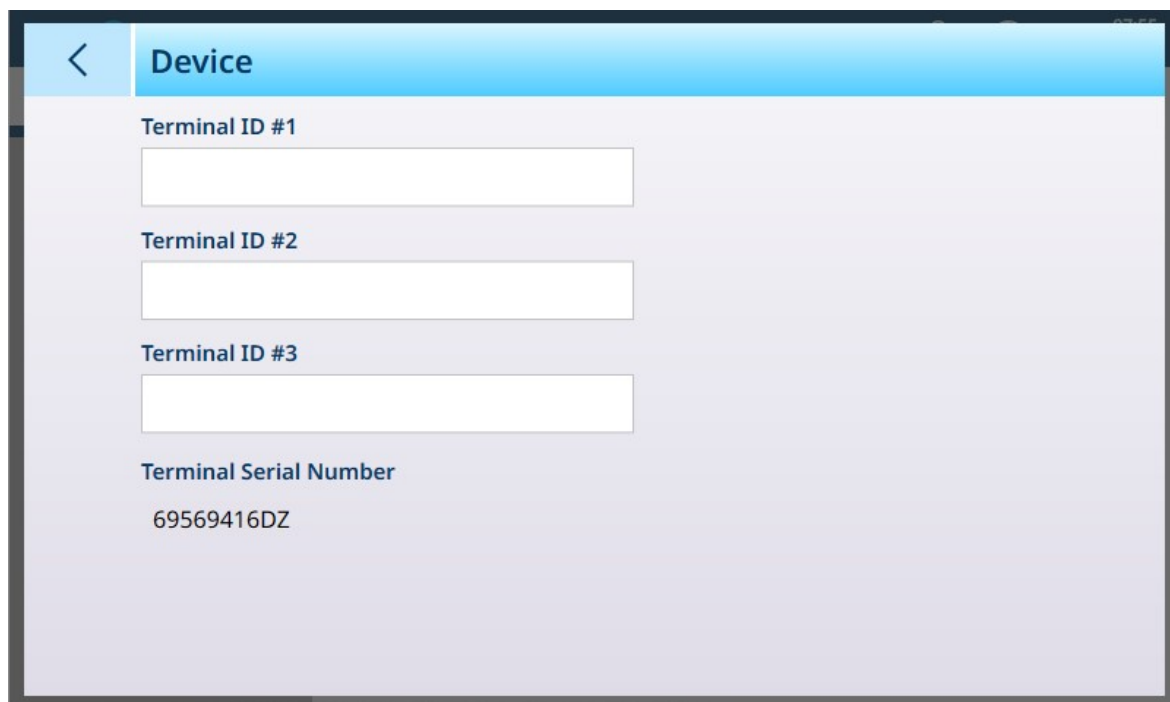 Device
Terminal ID #1
Terminal ID #2
Terminal ID #3
Terminal Serial Number
69569416DZ